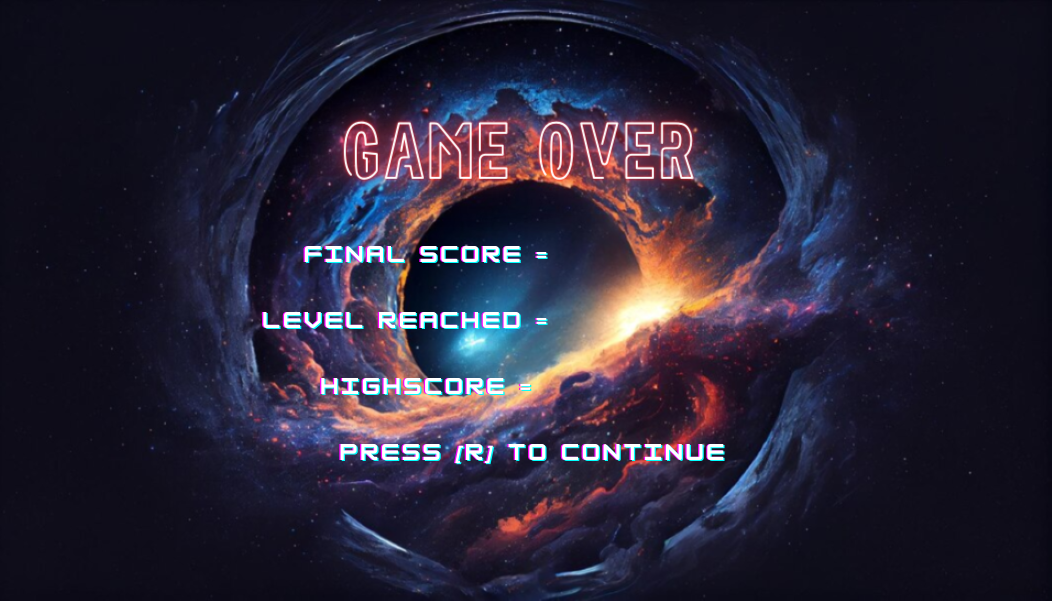 GAME OVER
FINAL SCORE =
LEVEL REACHED =
HIGHSCORE =
PRESS [R] TO CONTINUE